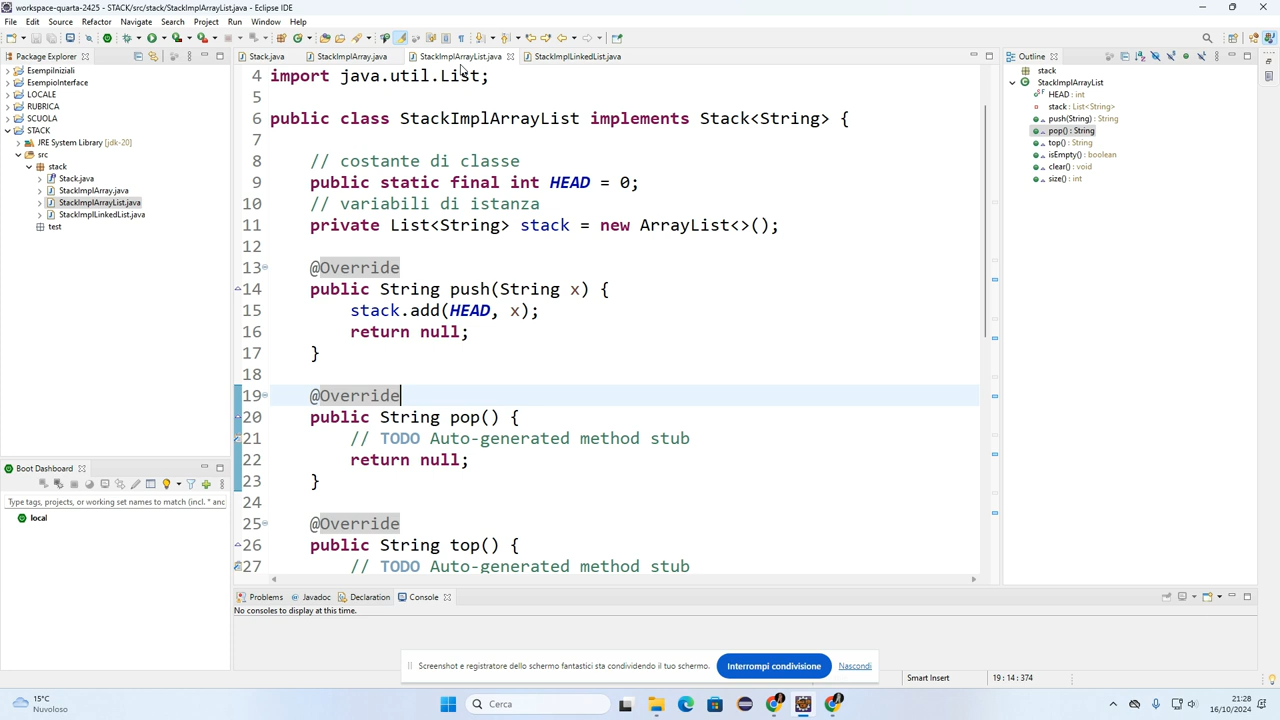 workspace-quarta-2425 - STACK/src/stack/StackImplArrayList.java - Eclipse IDE
File Edit Source Refactor Navigate Search Project Run Window Help
Package Explorer
EsempiIniziali
EsempioInterface
LOCALE
RUBRICA
SCUOLA
STACK
JRE System Library [jdk-20]
src
stack
Stack.java
StackImplArray.java
StackImplArrayList.java
StackImplLinkedList.java
test
Boot Dashboard
Type tags, projects, or working set names to match (incl. * and
local
Stack.java StackImplArray.java StackImplArrayList.java StackImplLinkedList.java
4 import java.util.List;
5
6 public class StackImplArrayList implements Stack<String> {
7
8 // costante di classe
9 public static final int HEAD = 0;
10 // variabili di istanza
11 private List<String> stack = new ArrayList<>();
12
13 @Override
14 public String push(String x) {
15 stack.add(HEAD, x);
16 return null;
17 }
18
19 @Override
20 public String pop() {
21 // TODO Auto-generated method stub
22 return null;
23 }
24
25 @Override
26 public String top() {
27 // TODO Auto-generated method stub
Outline
stack
StackImplArrayList
HEAD : int
stack : List<String>
push(String) : String
pop() : String
top() : String
isEmpty() : boolean
clear() : void
size() : int
Problems Javadoc Declaration Console
No consoles to display at this time.
Screenshot e registratore dello schermo fantastici sta condividendo il tuo schermo. Interrompi condivisione Nascondi
Smart Insert 19 : 14 : 374
15°C
Nuvoloso
Cerca
21:28
16/10/2024